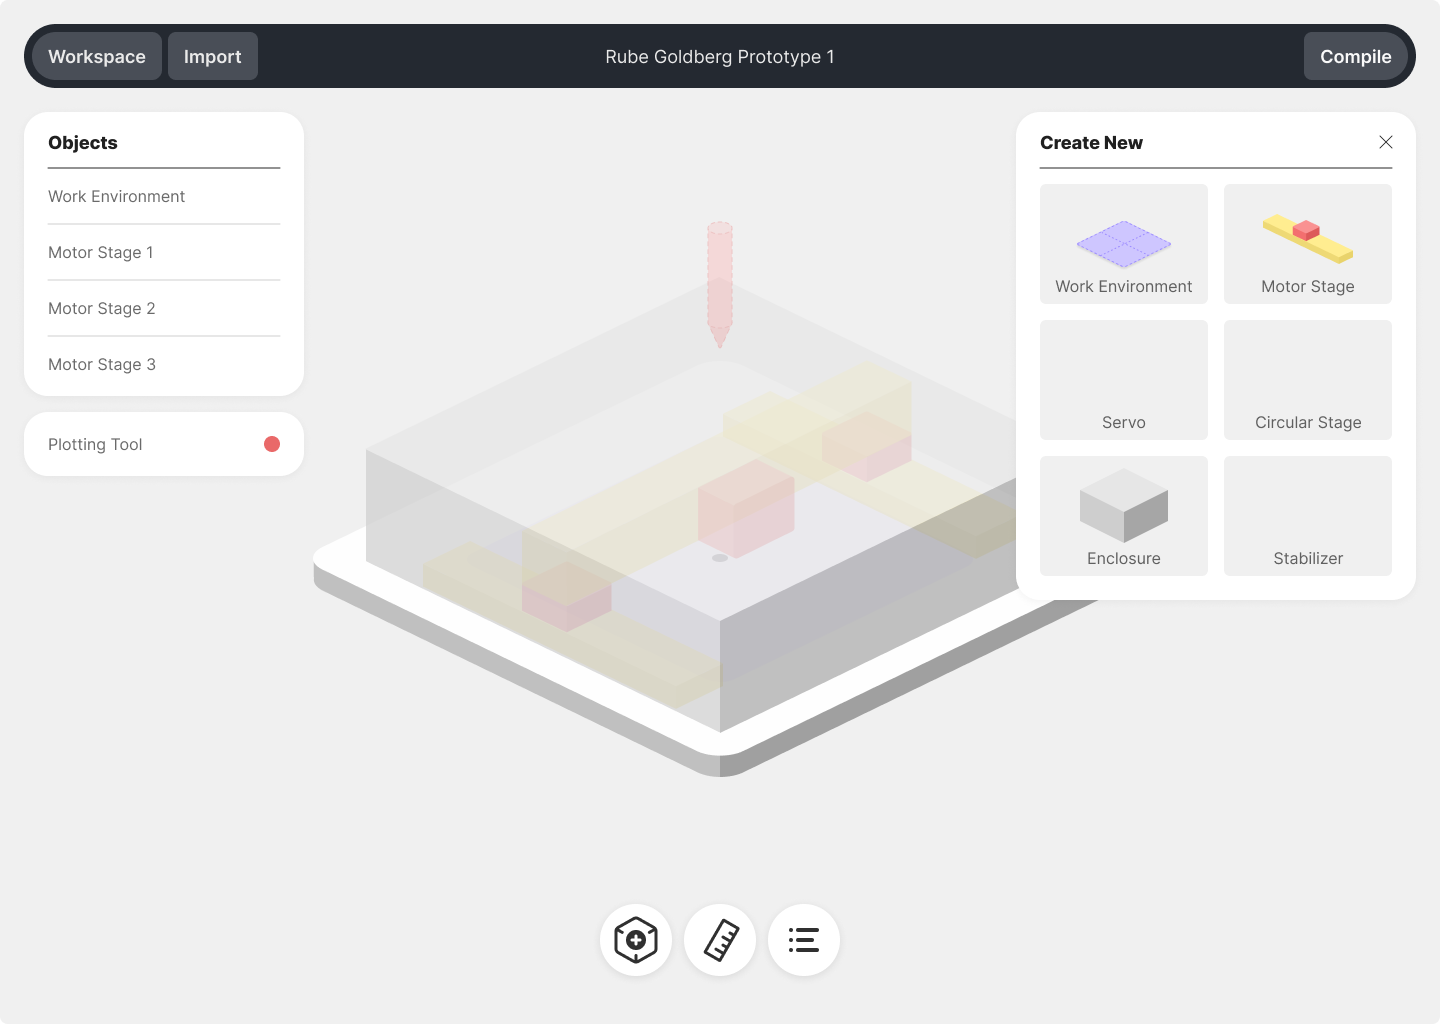 Workspace
Import
Rube Goldberg Prototype 1
Compile
Objects
Work Environment
Motor Stage 1
Motor Stage 2
Motor Stage 3
Plotting Tool
Create New
Work Environment
Motor Stage
Servo
Circular Stage
Enclosure
Stabilizer